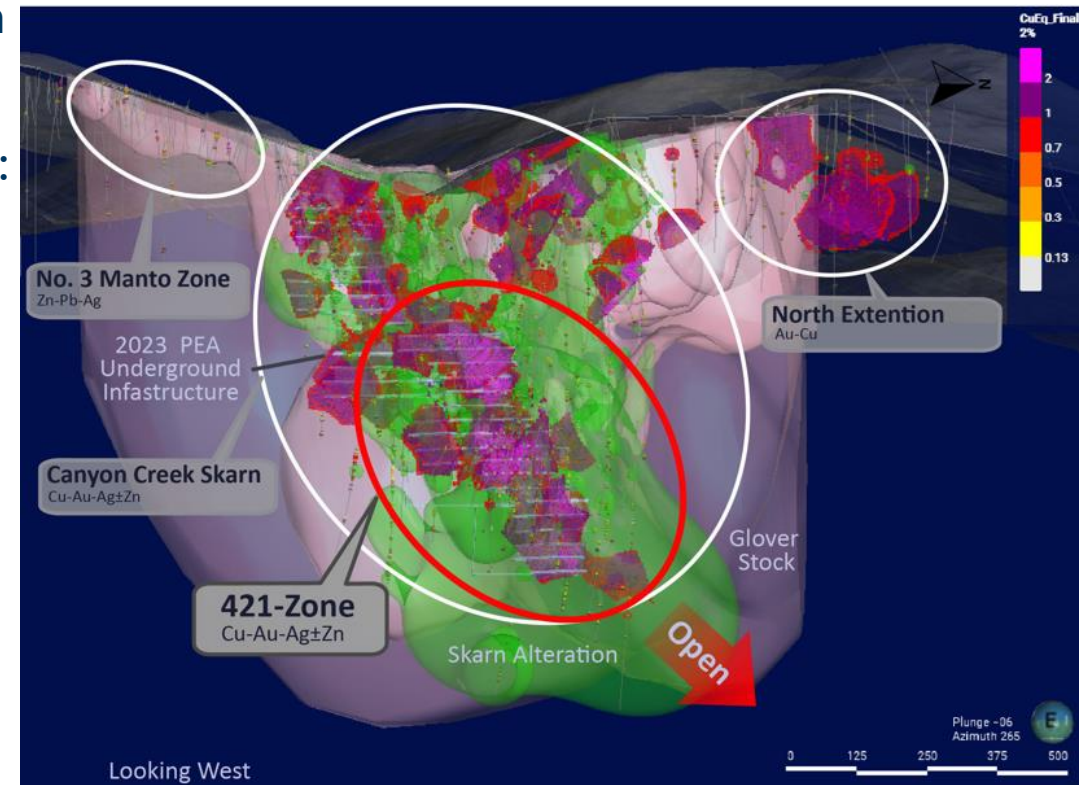 CuEq_Final
2%
2
1
0.7
0.5
0.3
0.13
N
:
No. 3 Manto Zone
Zn-Pb-Ag
2023 PEA
Underground
Infastructure
North Extention
Au-Cu
Canyon Creek Skarn
Cu-Au-Ag±Zn
Glover
Stock
421-Zone
Cu-Au-Ag±Zn
Skarn Alteration
Open
Plunge -06
Azimuth 265
E
0 125 250 375 500
Looking West